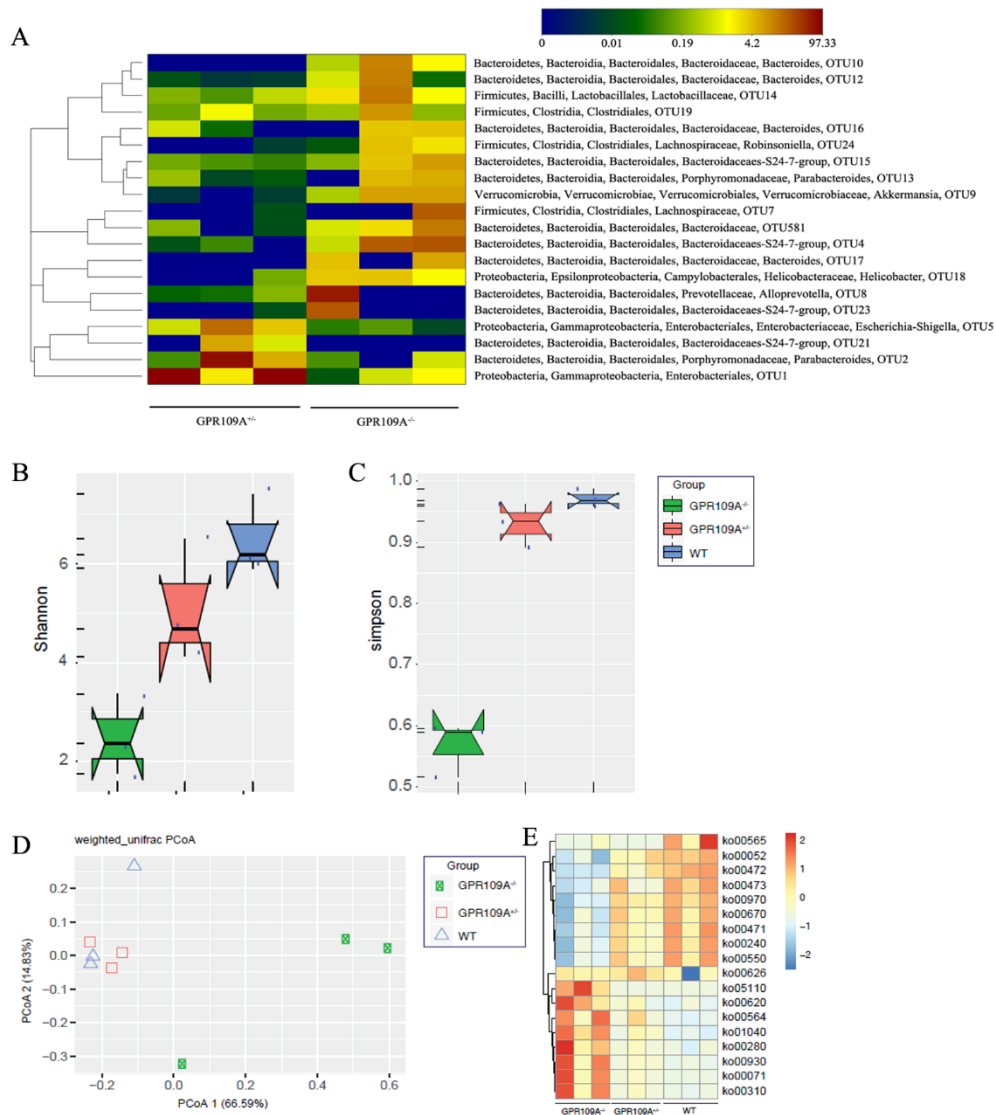 A
0 0.01 0.19 4.2 97.33
Bacteroidetes, Bacteroidia, Bacteroidales, Bacteroidaceae, Bacteroides, OTU10
Bacteroidetes, Bacteroidia, Bacteroidales, Bacteroidaceae, Bacteroides, OTU12
Firmicutes, Bacilli, Lactobacillales, Lactobacillaceae, OTU14
Firmicutes, Clostridia, Clostridiales, OTU19
Bacteroidetes, Bacteroidia, Bacteroidales, Bacteroidaceae, Bacteroides, OTU16
Firmicutes, Clostridia, Clostridiales, Lachnospiraceae, Robinsoniella, OTU24
Bacteroidetes, Bacteroidia, Bacteroidales, Bacteroidaceaes-S24-7-group, OTU15
Bacteroidetes, Bacteroidia, Bacteroidales, Porphyromonadaceae, Parabacteroides, OTU13
Verrucomicrobia, Verrucomicrobiae, Verrucomicrobiales, Verrucomicrobiaceae, Akkermansia, OTU9
Firmicutes, Clostridia, Clostridiales, Lachnospiraceae, OTU7
Bacteroidetes, Bacteroidia, Bacteroidales, Bacteroidaceae, OTU581
Bacteroidetes, Bacteroidia, Bacteroidales, Bacteroidaceaes-S24-7-group, OTU4
Bacteroidetes, Bacteroidia, Bacteroidales, Bacteroidaceae, Bacteroides, OTU17
Proteobacteria, Epsilonproteobacteria, Campylobacterales, Helicobacteraceae, Helicobacter, OTU18
Bacteroidetes, Bacteroidia, Bacteroidales, Prevotellaceae, Alloprevotella, OTU8
Bacteroidetes, Bacteroidia, Bacteroidales, Bacteroidaceaes-S24-7-group, OTU23
Proteobacteria, Gammaproteobacteria, Enterobacteriales, Enterobacteriaceae, Escherichia-Shigella, OTU5
Bacteroidetes, Bacteroidia, Bacteroidales, Bacteroidaceaes-S24-7-group, OTU21
Bacteroidetes, Bacteroidia, Bacteroidales, Porphyromonadaceae, Parabacteroides, OTU2
Proteobacteria, Gammaproteobacteria, Enterobacteriales, OTU1
GPR109A+/- GPR109A-/-
B
Shannon
6
4
2
C
simpson
1.0
0.9
0.8
0.7
0.6
0.5
Group
GPR109A-/-
GPR109A+/-
WT
D
weighted_unifrac PCoA
PCoA 2 (14.83%)
0.2
0.1
0.0
−0.1
−0.2
−0.3
−0.2 0.0 0.2 0.4 0.6
PCoA 1 (66.59%)
Group
GPR109A-/-
GPR109A+/-
WT
E
ko00565
ko00052
ko00472
ko00473
ko00970
ko00670
ko00471
ko00240
ko00550
ko00626
ko05110
ko00620
ko00564
ko01040
ko00280
ko00930
ko00071
ko00310
GPR109A-/- GPR109A+/- WT
2
1
0
−1
−2